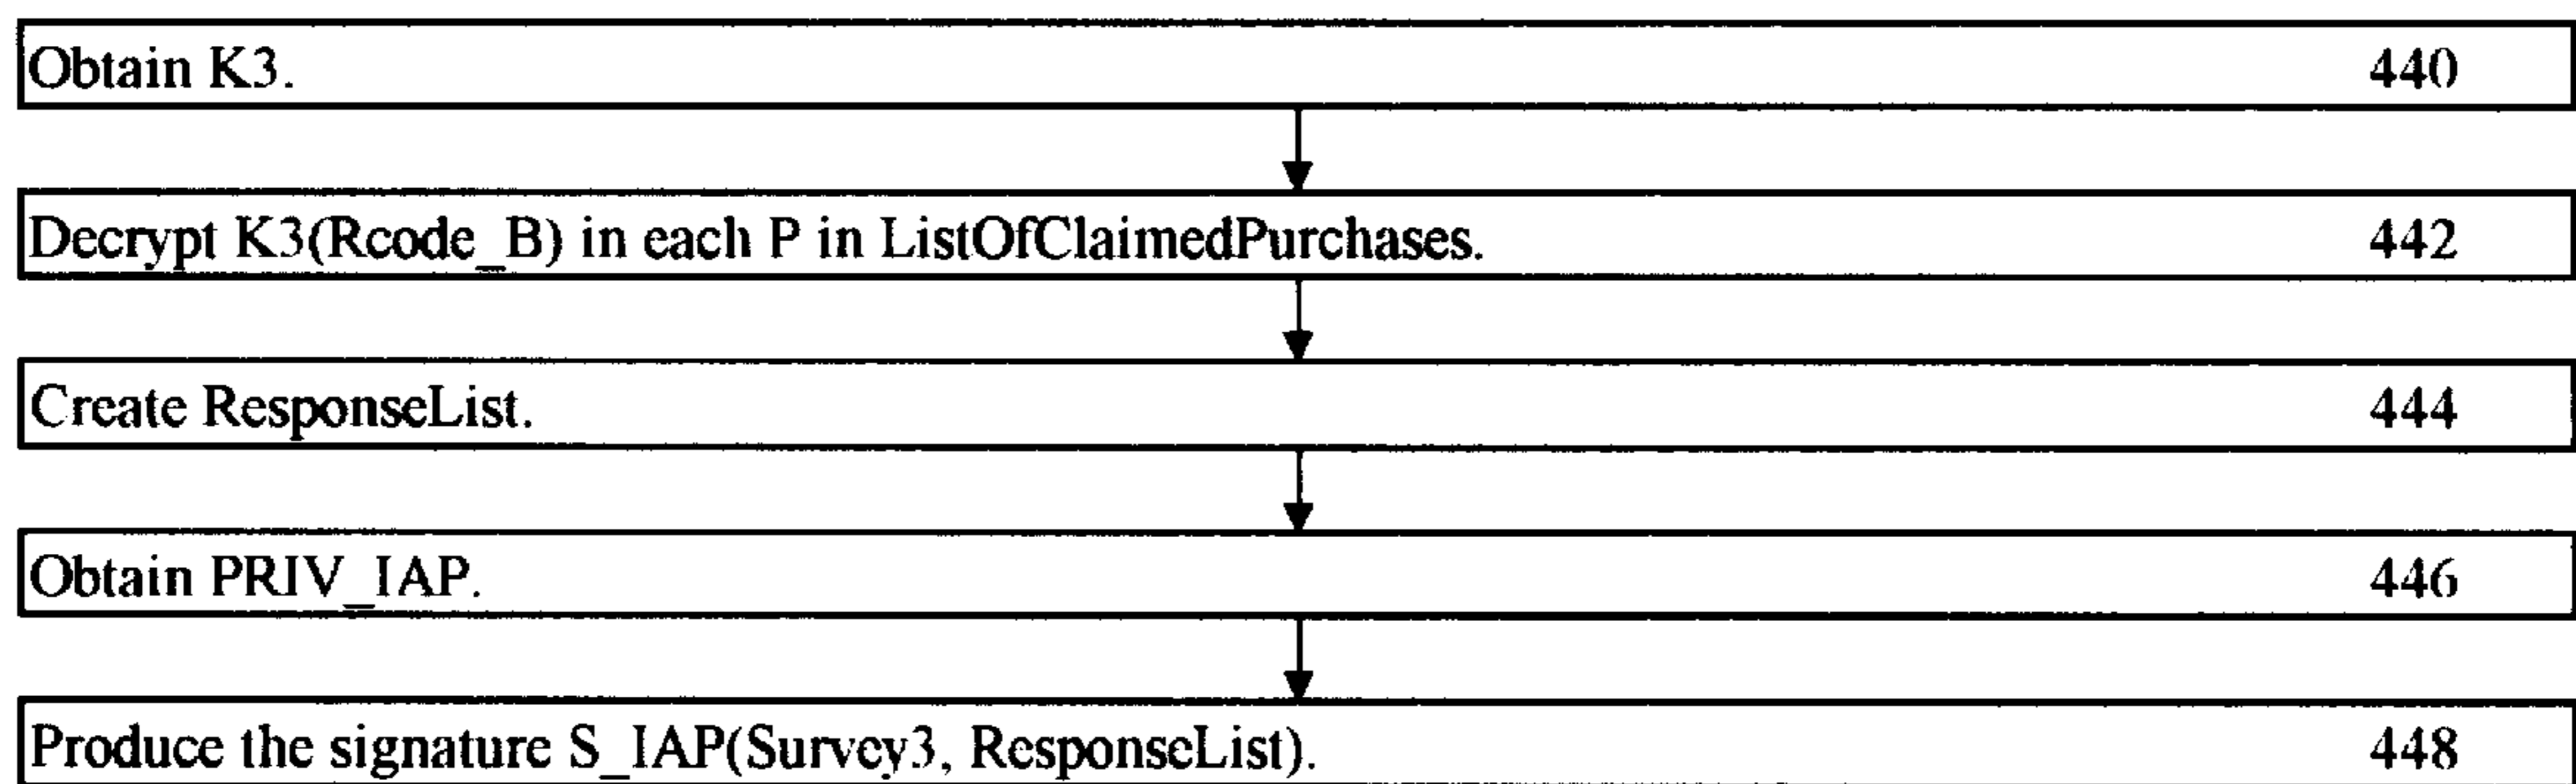 Obtain K3. 440
Decrypt K3(Rcode_B) in each P in ListOfClaimedPurchases. 442
Create ResponseList. 444
Obtain PRIV_IAP. 446
Produce the signature S_IAP(Survey3, ResponseList). 448